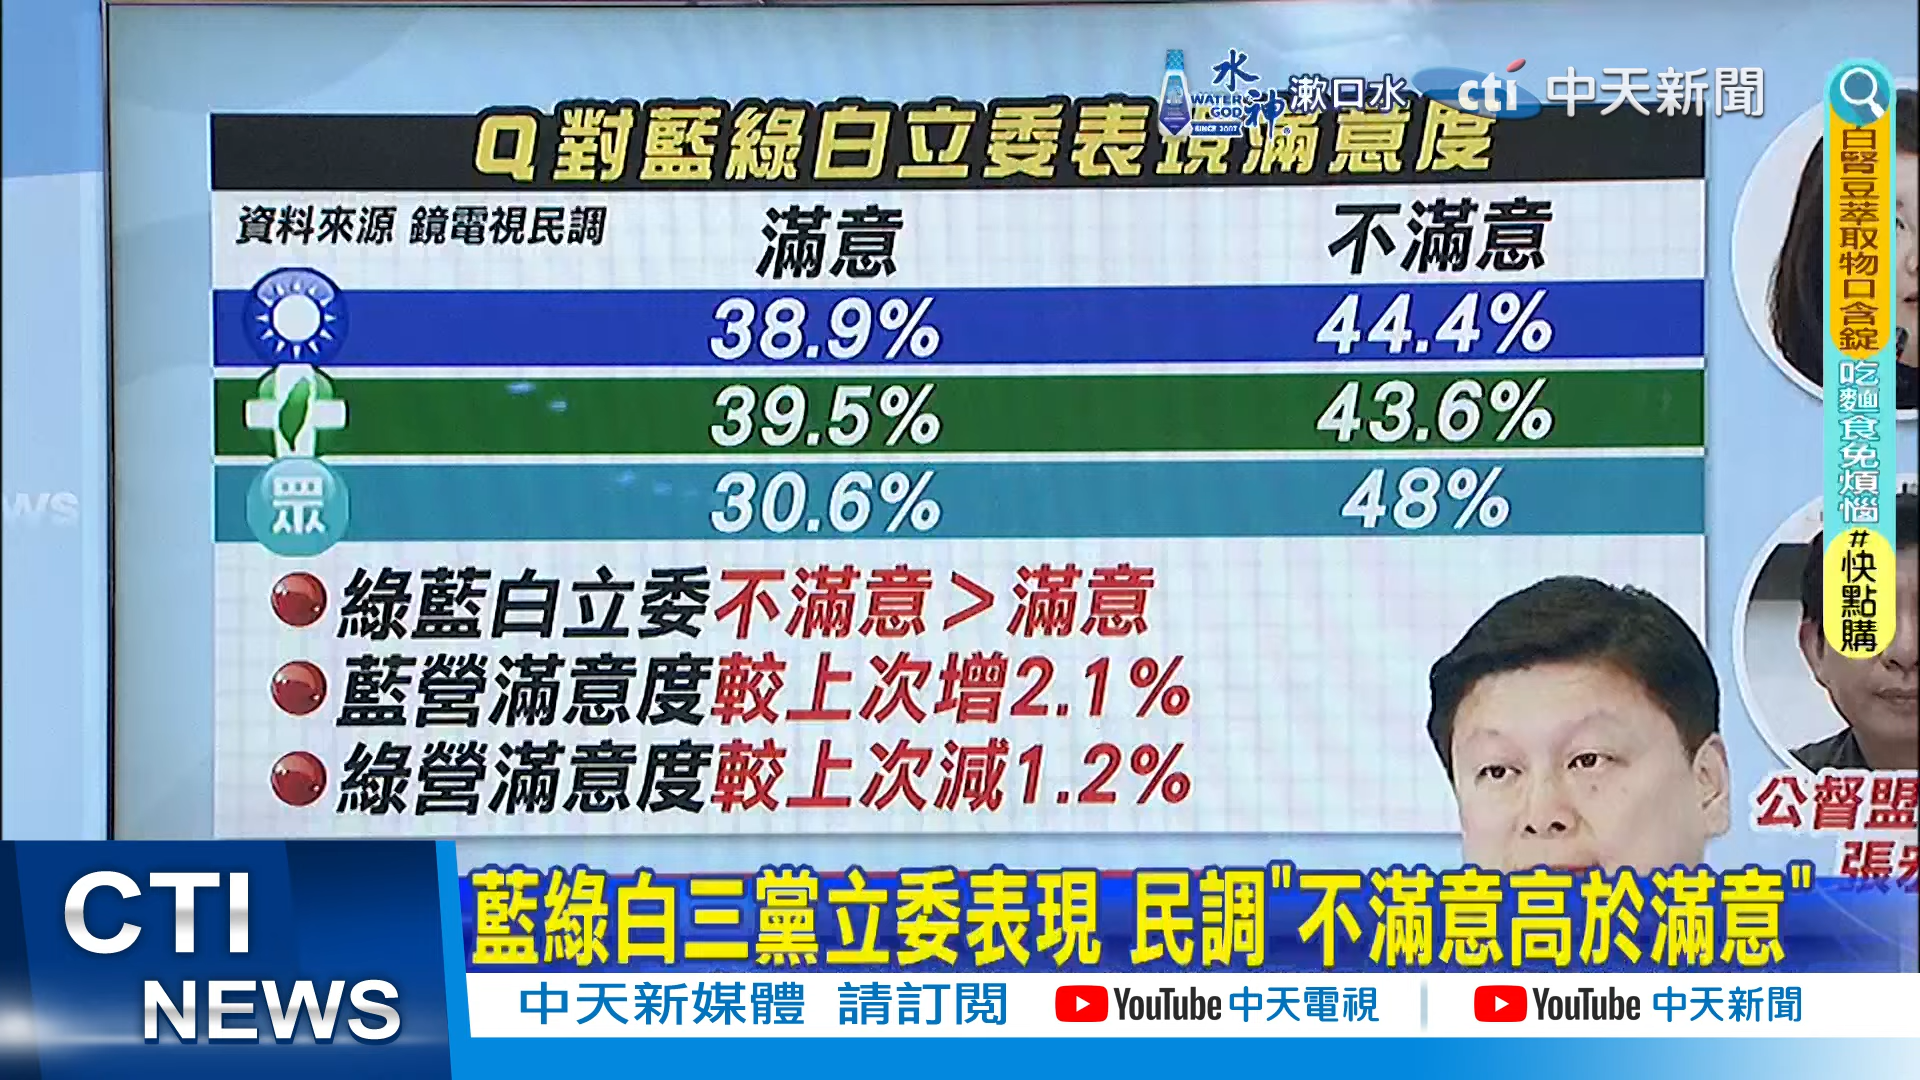 水神
WATER GOD
SINCE 2007
漱口水
cti 中天新聞
Q對藍綠白立委表現滿意度
資料來源 鏡電視民調
滿意
不滿意
38.9%
44.4%
39.5%
43.6%
眾
30.6%
48%
綠藍白立委不滿意>滿意
藍營滿意度較上次增2.1%
綠營滿意度較上次減1.2%
白腎豆萃取物口含錠
吃麵食免煩惱
#快點購
公督盟
張
WS
CTI
NEWS
藍綠白三黨立委表現 民調"不滿意高於滿意"
中天新媒體 請訂閱
YouTube 中天電視
YouTube 中天新聞